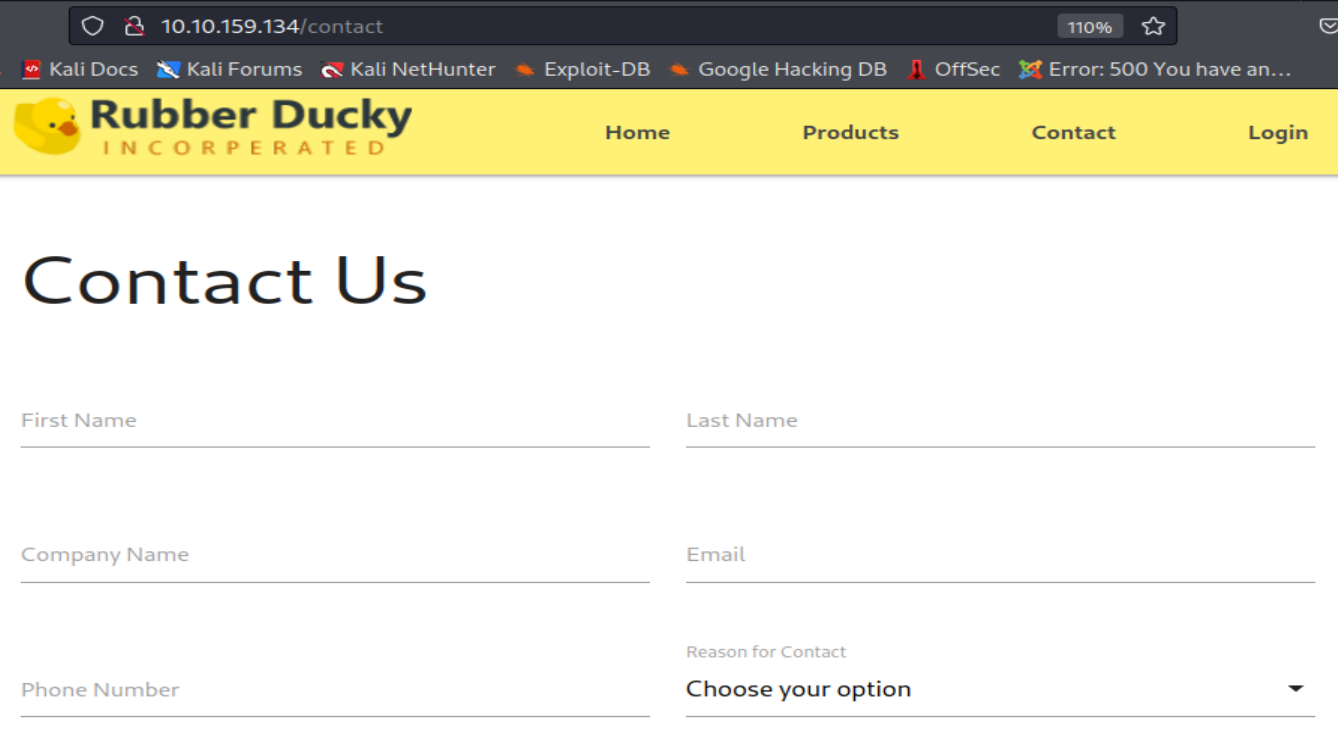 10.10.159.134/contact 110%
Kali Docs Kali Forums Kali NetHunter Exploit-DB Google Hacking DB OffSec Error: 500 You have an...
Rubber Ducky
INCORPERATED
Home Products Contact Login
Contact Us
First Name Last Name
Company Name Email
Reason for Contact
Phone Number Choose your option